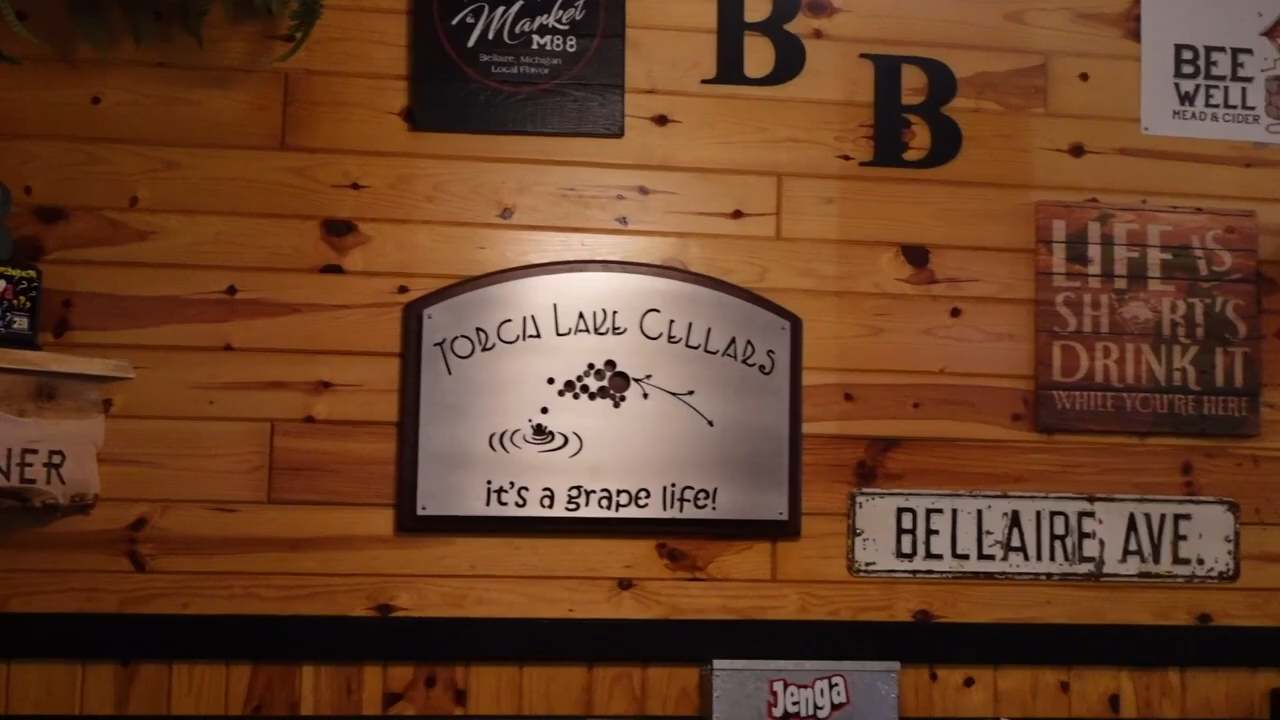 & Market
M88
Bellaire, Michigan
Local Flavor
B
B
BEE
WELL
MEAD & CIDER
LIFE IS
SHORT'S
DRINK IT
WHILE YOU'RE HERE
TORCH LAKE CELLARS
it's a grape life!
NER
BELLAIRE AVE.
Jenga